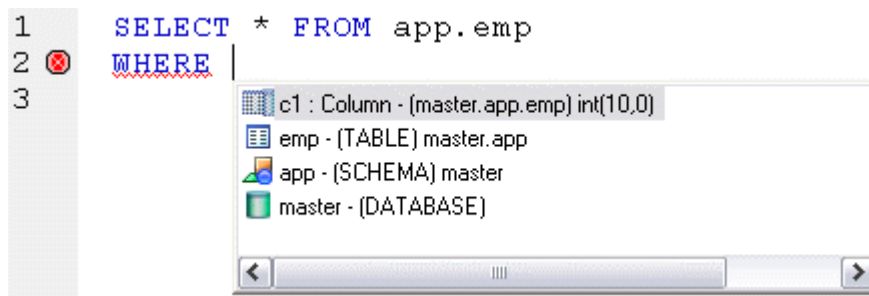 1 SELECT * FROM app.emp
2 WHERE
3
c1 : Column - (master.app.emp) int(10,0)
emp - (TABLE) master.app
app - (SCHEMA) master
master - (DATABASE)